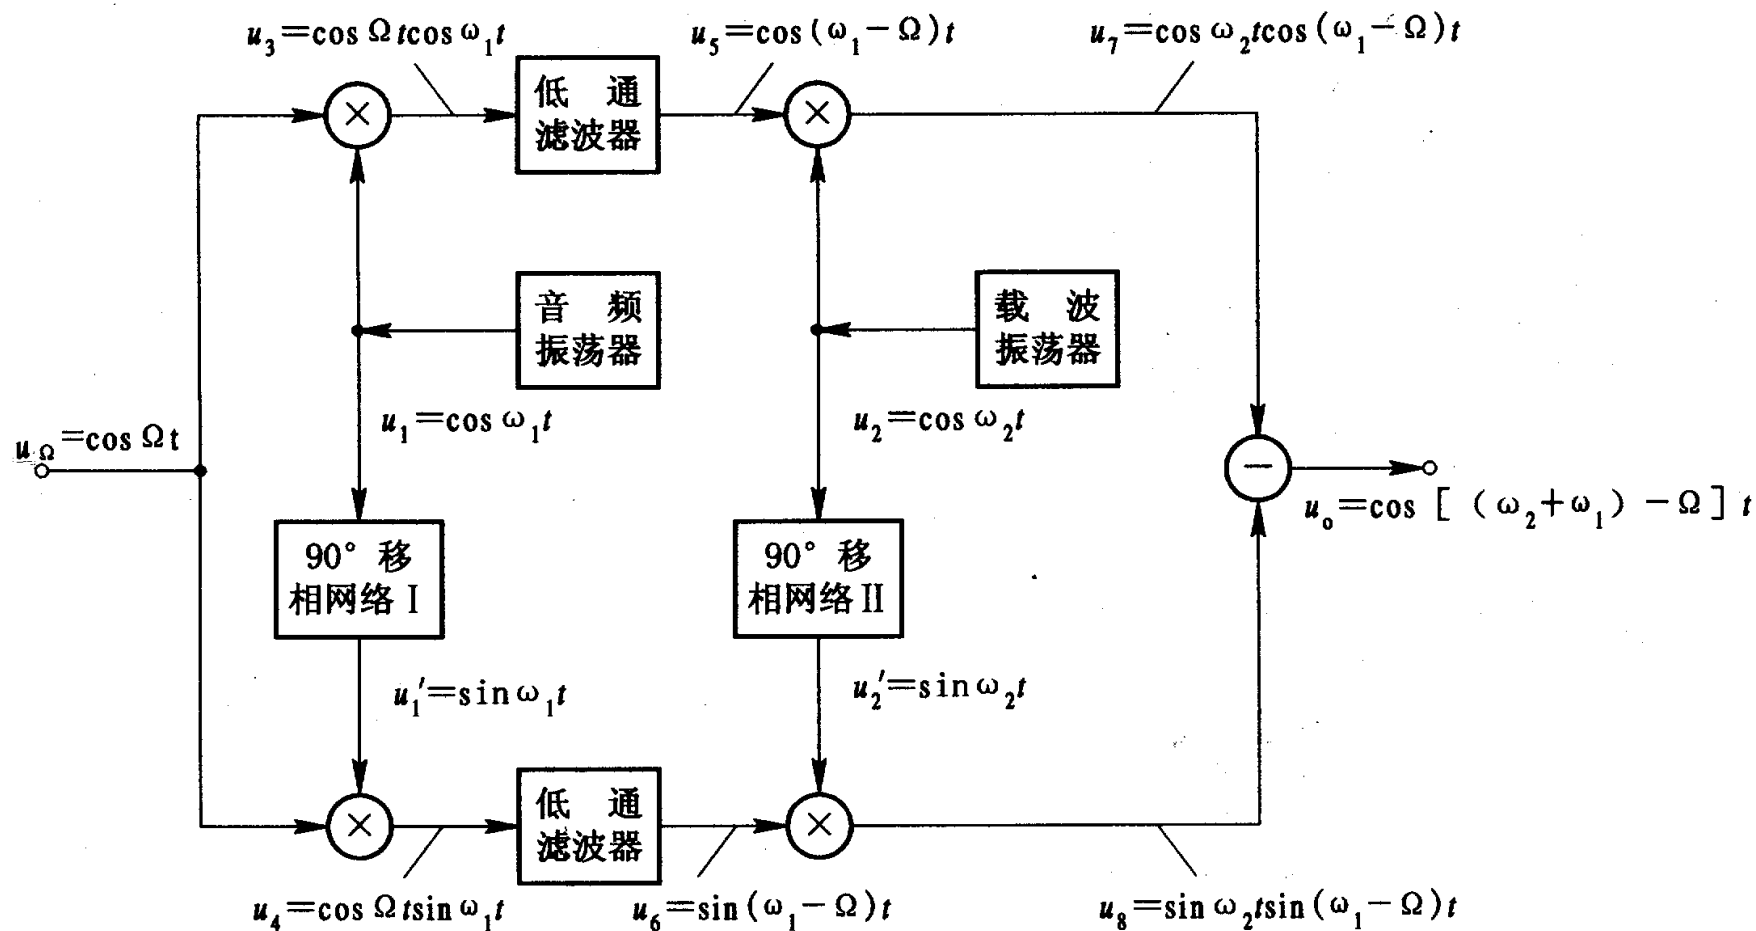 u₃=cos Ωtcos ω₁t
u₅=cos(ω₁-Ω)t
u₇=cos ω₂tcos(ω₁-Ω)t
×
低 通
滤波器
×
音 频
振荡器
载 波
振荡器
u₁=cos ω₁t
u₂=cos ω₂t
u_Ω=cos Ωt
−
u₀=cos [ (ω₂+ω₁) -Ω] t
90° 移
相网络 I
90° 移
相网络 II
u₁′=sin ω₁t
u₂′=sin ω₂t
×
低 通
滤波器
×
u₄=cos Ωtsin ω₁t
u₆=sin(ω₁-Ω)t
u₈=sin ω₂tsin(ω₁-Ω)t